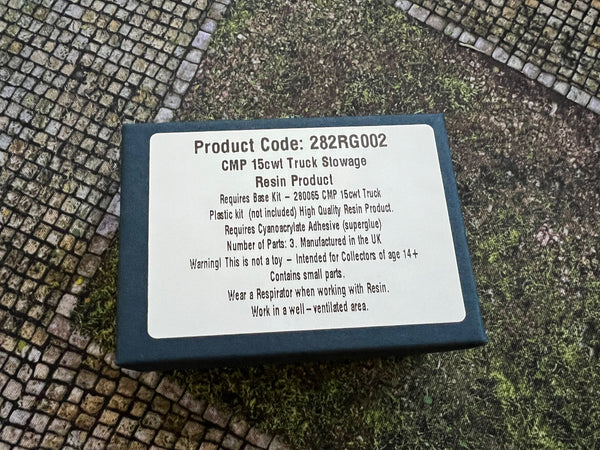 Product Code: 282RG002
CMP 15cwt Truck Stowage
Resin Product
Requires Base Kit – 280065 CMP 15cwt Truck
Plastic kit (not included) High Quality Resin Product.
Requires Cyanoacrylate Adhesive (superglue)
Number of Parts: 3. Manufactured in the UK
Warning! This is not a toy – Intended for Collectors of age 14+
Contains small parts.
Wear a Respirator when working with Resin.
Work in a well – ventilated area.